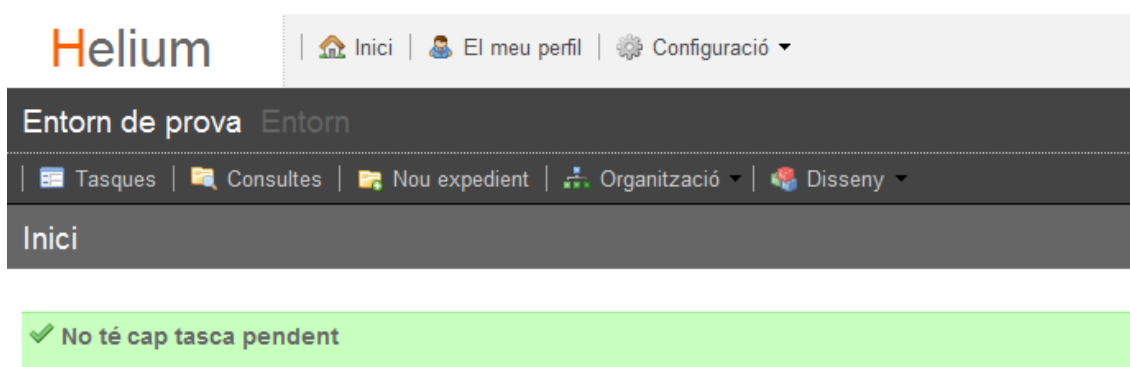 Helium
Inici El meu perfil Configuració
Entorn de prova Entorn
Tasques Consultes Nou expedient Organització Disseny
Inici
No té cap tasca pendent